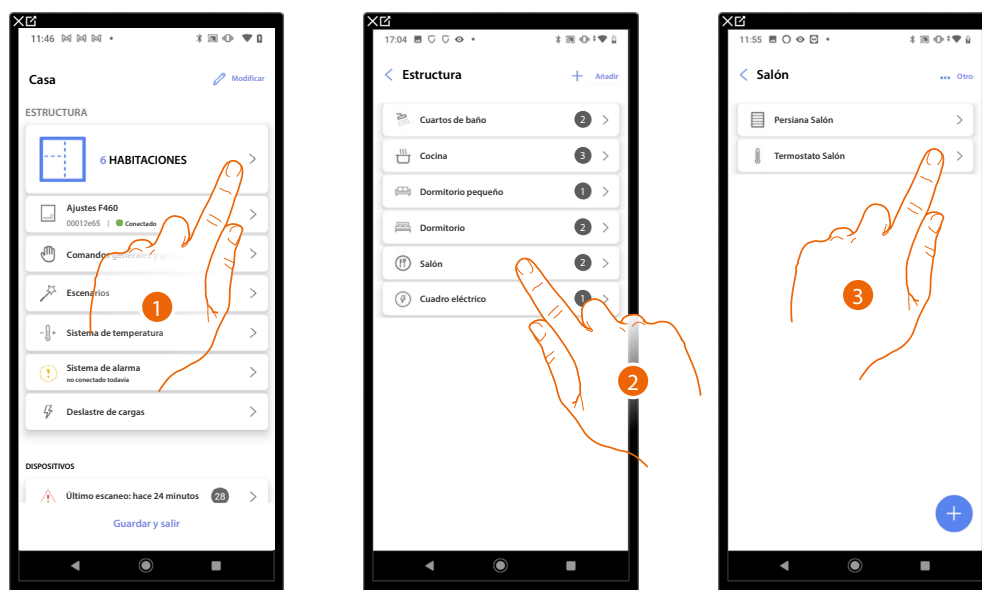 11:46
Casa
Modificar
ESTRUCTURA
6 HABITACIONES
Ajustes F460
00012e65 | Conectado
Comandos generales y grup
Escenarios
1
Sistema de temperatura
Sistema de alarma
no conectado todavía
Deslastre de cargas
DISPOSITIVOS
Último escaneo: hace 24 minutos 28
Guardar y salir
17:04
Estructura
Añadir
Cuartos de baño 2
Cocina 3
Dormitorio pequeño 1
Dormitorio 2
Salón 2
Cuadro eléctrico 1
2
11:55
Salón
Otro.
Persiana Salón
Termostato Salón
3